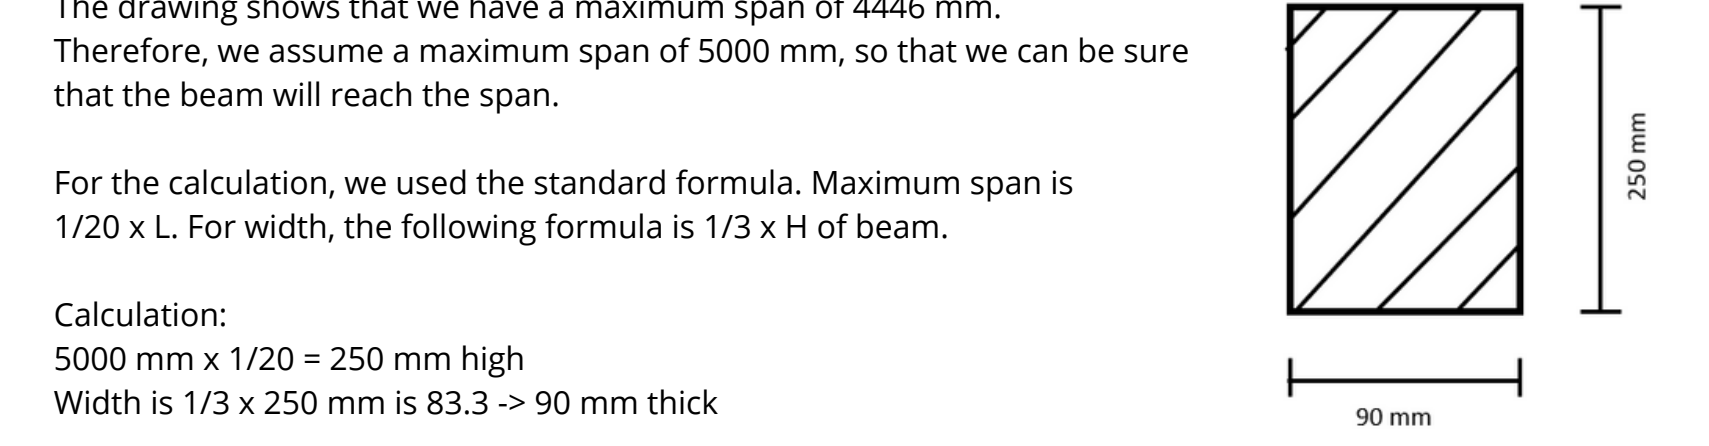 The drawing shows that we have a maximum span of 4446 mm.
Therefore, we assume a maximum span of 5000 mm, so that we can be sure
that the beam will reach the span.
For the calculation, we used the standard formula. Maximum span is
1/20 x L. For width, the following formula is 1/3 x H of beam.
Calculation:
5000 mm x 1/20 = 250 mm high
Width is 1/3 x 250 mm is 83.3 -> 90 mm thick
250 mm
90 mm